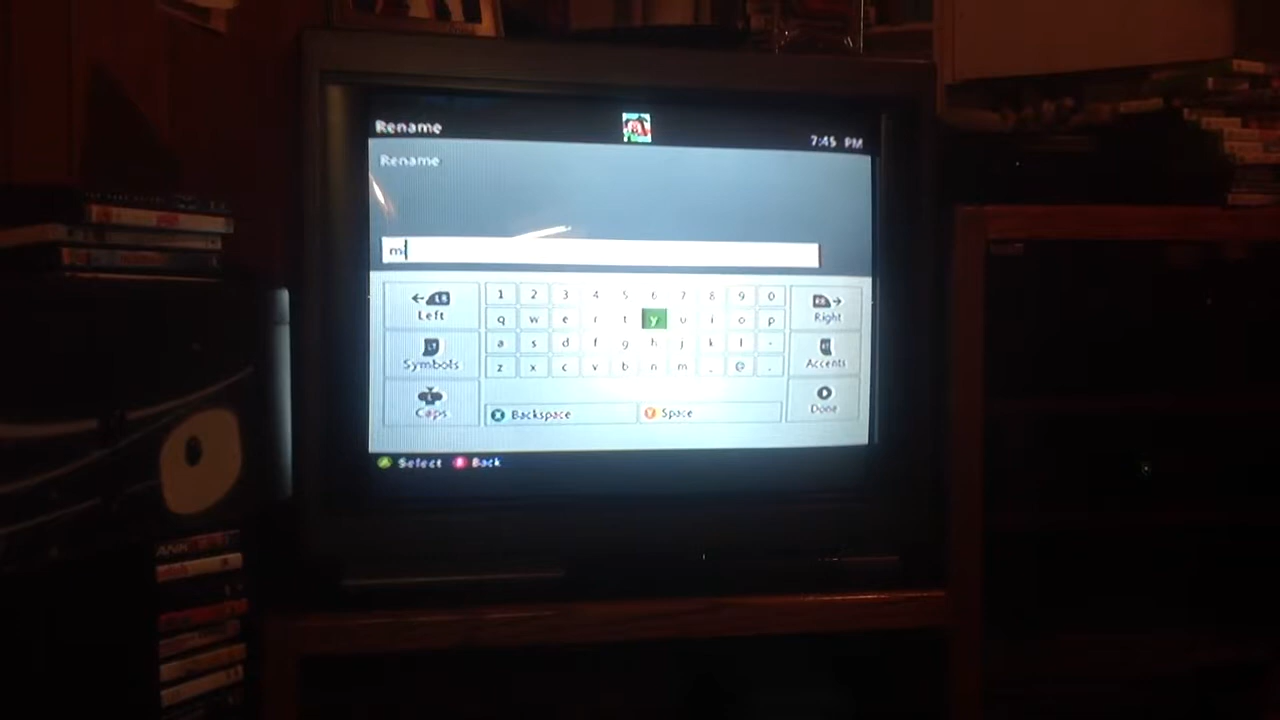 Rename
7:45 PM
Rename
m
Left
1 2 3 4 5 6 7 8 9 0
Right
q w e r t y u i o p
Symbols
a s d f g h j k l -
Accents
z x c v b n m _ @ .
Caps
X Backspace
Y Space
Done
A Select B Back